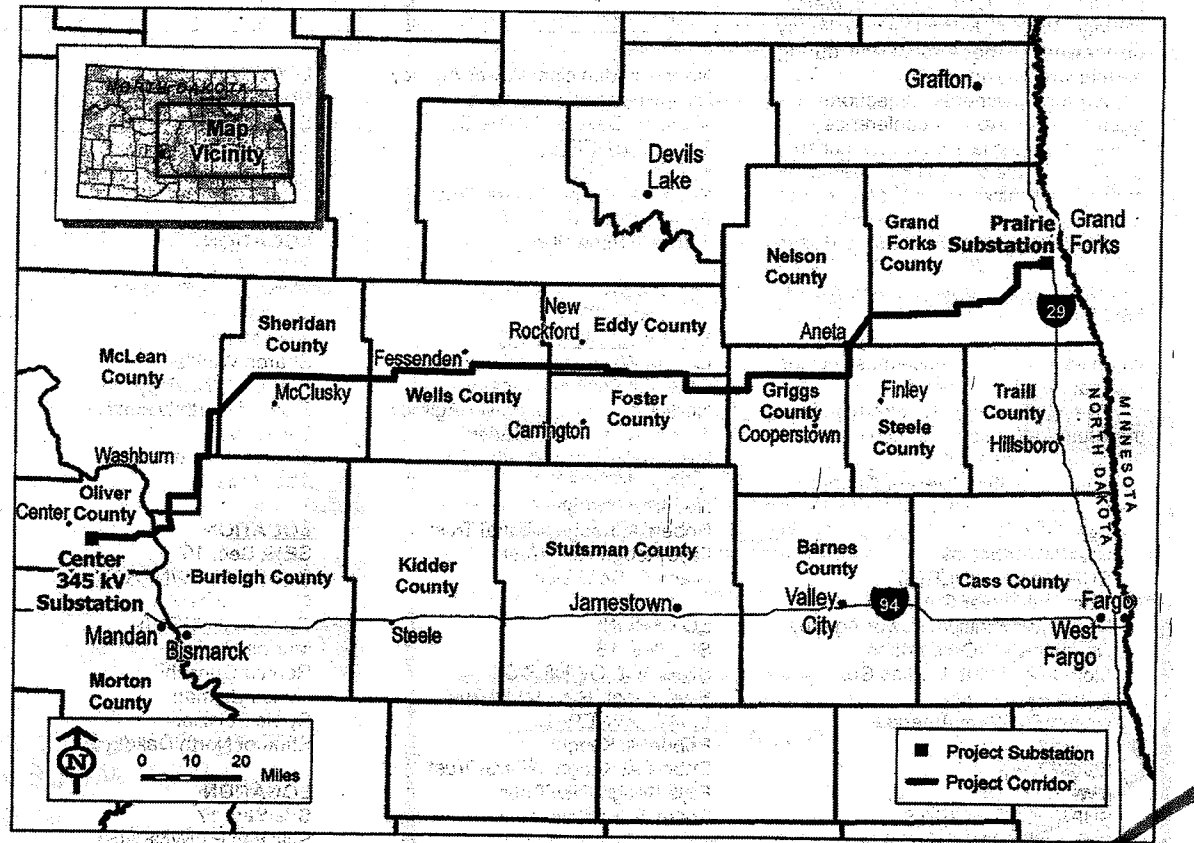 NORTH DAKOTA
Map
Vicinity
Grafton
Devils
Lake
Grand
Forks
County
Prairie
Substation
Grand
Forks
Nelson
County
29
Aneta
Sheridan
County
New
Rockford
Eddy County
McLean
County
Fessenden
McClusky
Wells County
Foster
County
Carrington
Griggs
County
Cooperstown
Finley
Steele
County
Traill
County
Hillsboro
MINNESOTA
NORTH DAKOTA
Washburn
Oliver
County
Center
Center
345 kV
Substation
Burleigh County
Kidder
County
Stutsman County
Barnes
County
Cass County
Jamestown
Valley
City
94
Fargo
West
Fargo
Mandan
Bismarck
Steele
Morton
County
N
0 10 20 Miles
Project Substation
Project Corridor
LOCATION